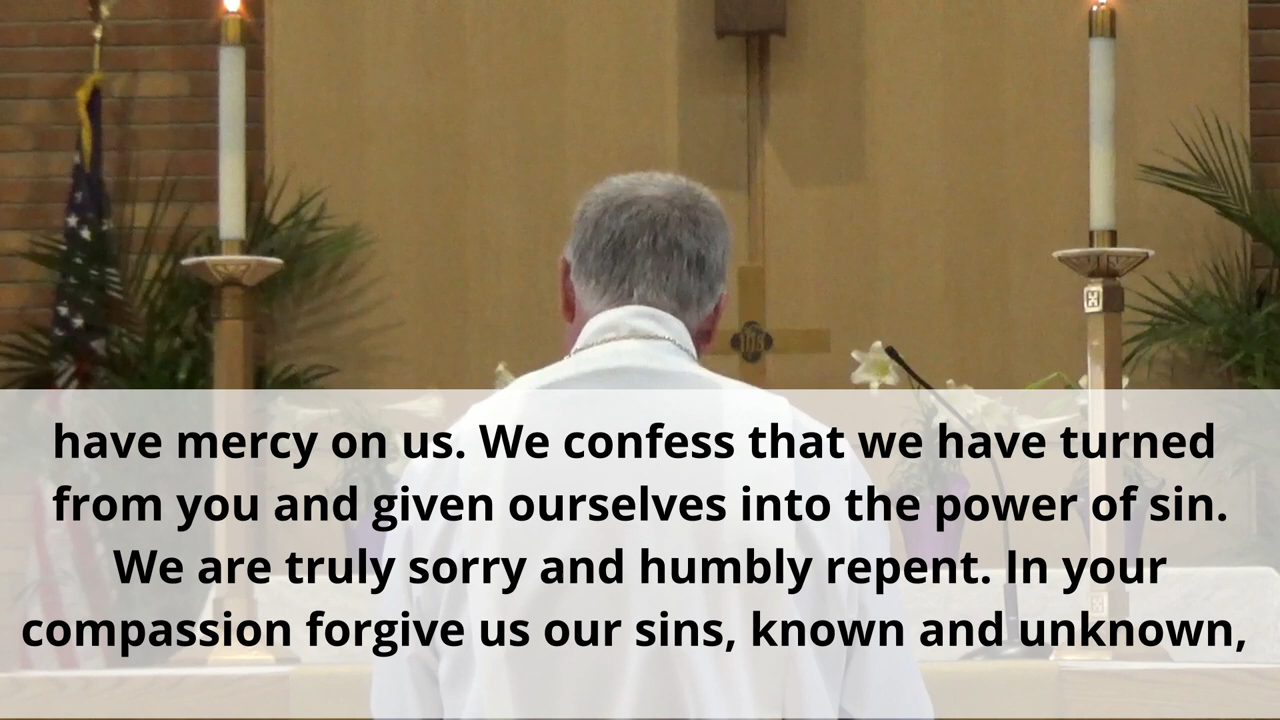 IHS
have mercy on us. We confess that we have turned
from you and given ourselves into the power of sin.
We are truly sorry and humbly repent. In your
compassion forgive us our sins, known and unknown,